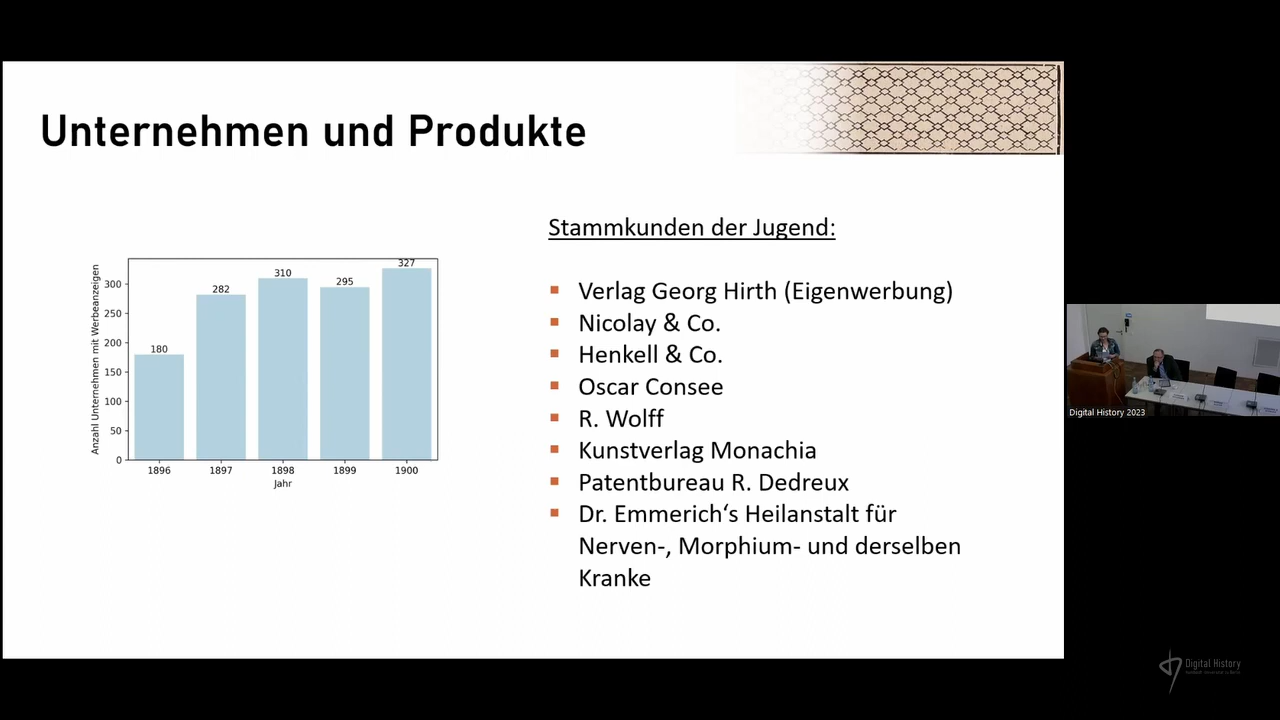 Unternehmen und Produkte
Stammkunden der Jugend:
Verlag Georg Hirth (Eigenwerbung)
Nicolay & Co.
Henkell & Co.
Oscar Consee
R. Wolff
Kunstverlag Monachia
Patentbureau R. Dedreux
Dr. Emmerich‘s Heilanstalt für
Nerven-, Morphium- und derselben
Kranke
Anzahl Unternehmen mit Werbeanzeigen
300
250
200
150
100
50
0
180
282
310
295
327
1896
1897
1898
1899
1900
Jahr
Digital History 2023
Digital History